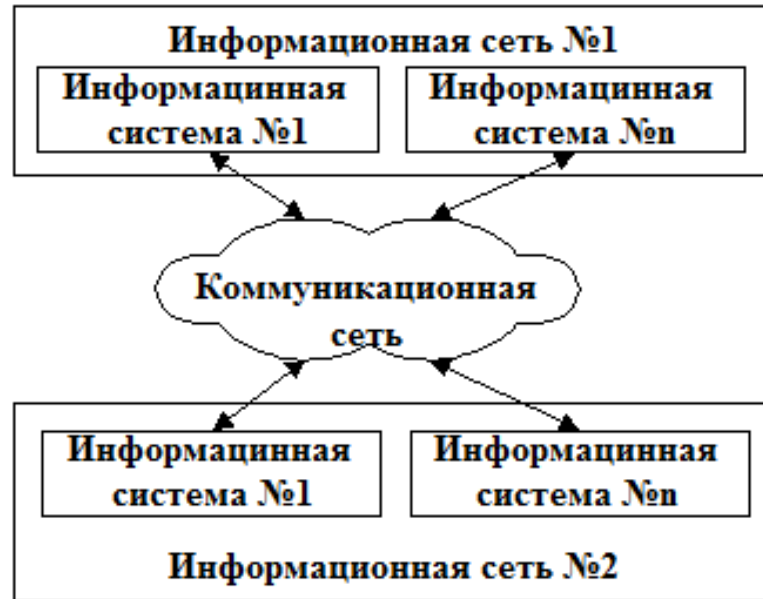 Информационная сеть №1
Информацинная
система №1
Информацинная
система №n
Коммуникационная
сеть
Информацинная
система №1
Информацинная
система №n
Информационная сеть №2